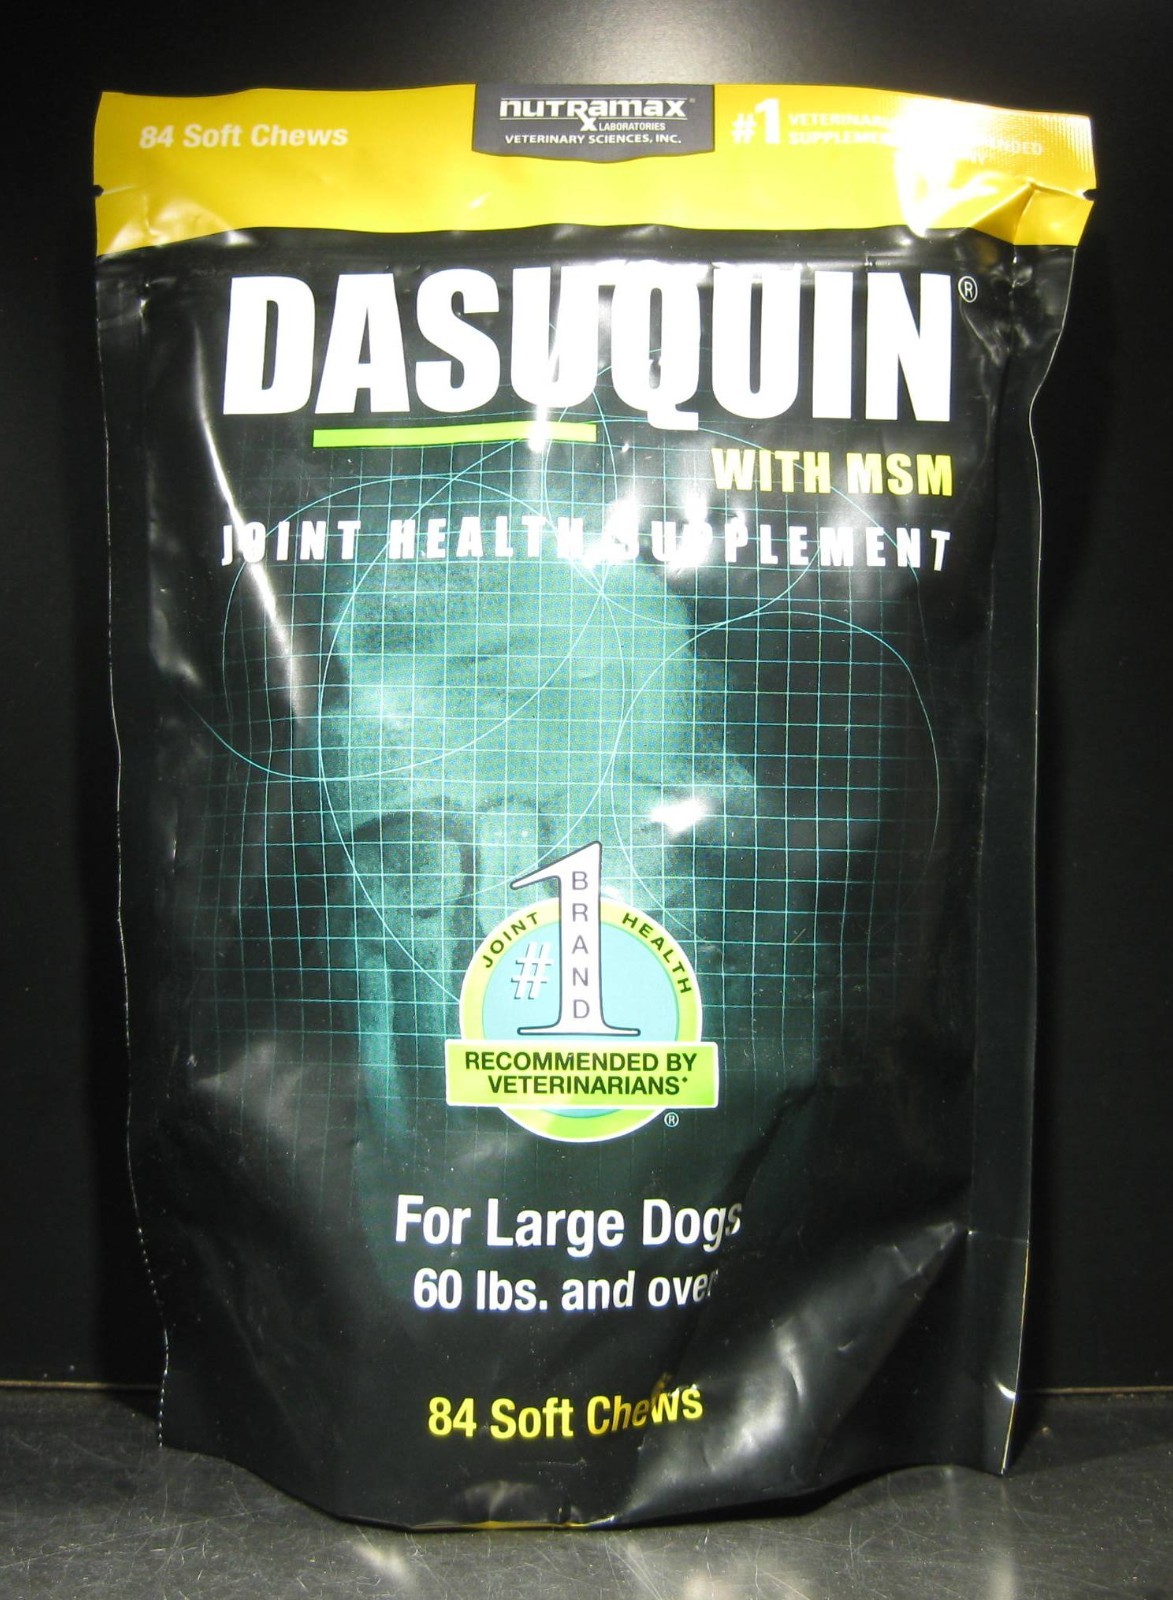 84 Soft Chews
nutramax®
LABORATORIES
VETERINARY SCIENCES, INC.
#1
DASUQUIN®
WITH MSM
JOINT HEALTH SUPPLEMENT
JOINT HEALTH
#1
BRAND
RECOMMENDED BY
VETERINARIANS*
®
For Large Dogs
60 lbs. and over
84 Soft Chews